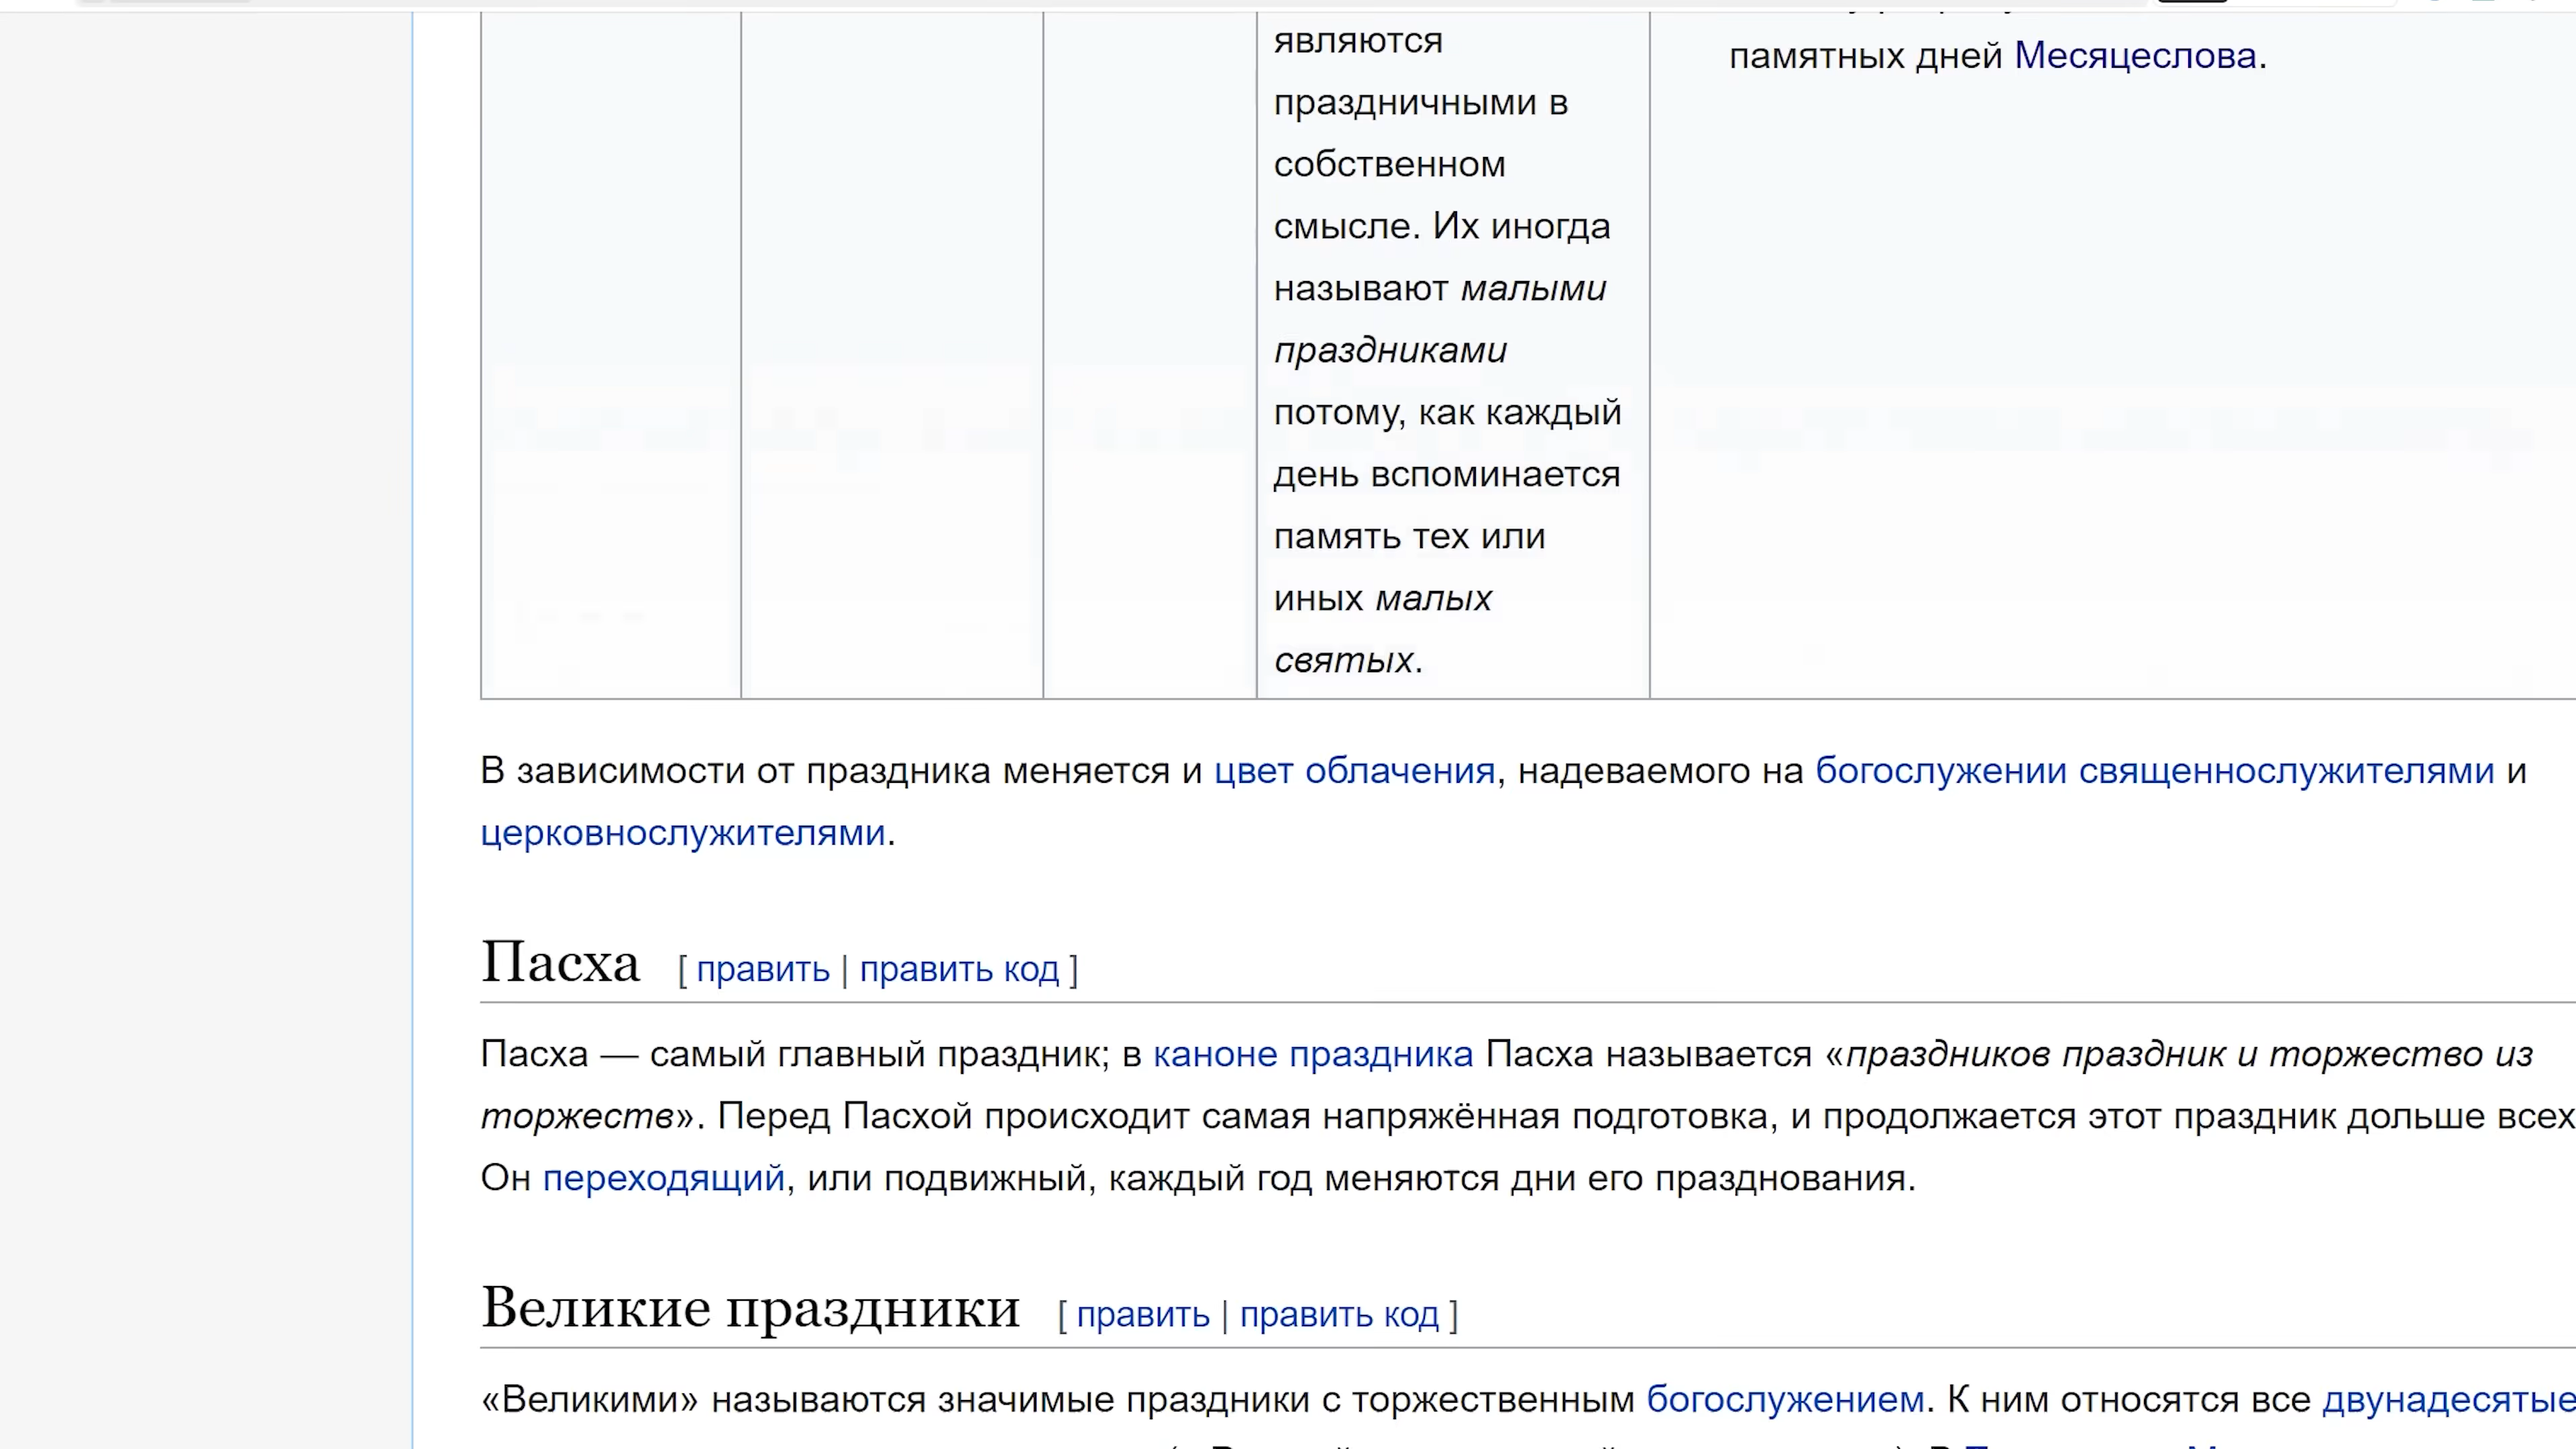 являются
праздничными в
собственном
смысле. Их иногда
называют малыми
праздниками
потому, как каждый
день вспоминается
память тех или
иных малых
святых.
памятных дней Месяцеслова.
В зависимости от праздника меняется и цвет облачения, надеваемого на богослужении священнослужителями и
церковнослужителями.
Пасха [ править | править код ]
Пасха — самый главный праздник; в каноне праздника Пасха называется «праздников праздник и торжество из
торжеств». Перед Пасхой происходит самая напряжённая подготовка, и продолжается этот праздник дольше всех
Он переходящий, или подвижный, каждый год меняются дни его празднования.
Великие праздники [ править | править код ]
«Великими» называются значимые праздники с торжественным богослужением. К ним относятся все двунадесятые